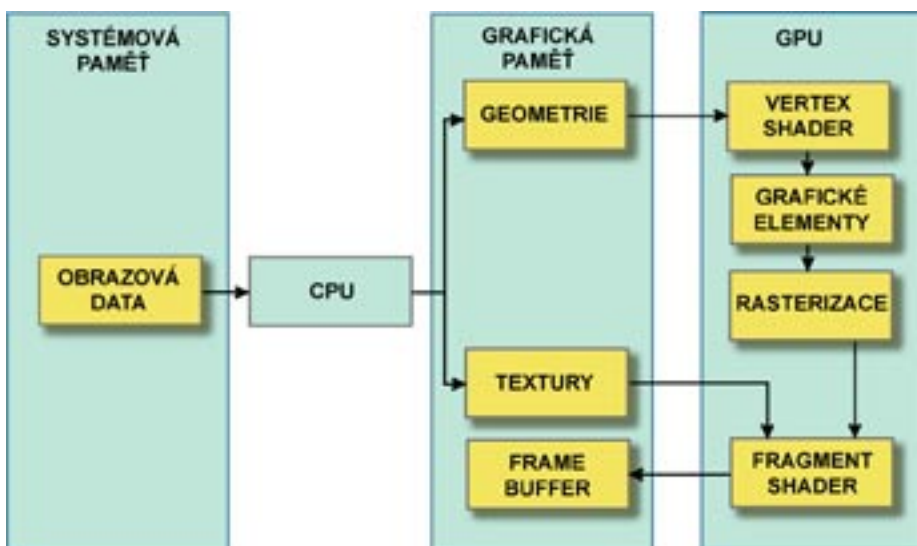 SYSTÉMOVÁ
PAMĚŤ
OBRAZOVÁ
DATA
CPU
GRAFICKÁ
PAMĚŤ
GEOMETRIE
TEXTURY
FRAME
BUFFER
GPU
VERTEX
SHADER
GRAFICKÉ
ELEMENTY
RASTERIZACE
FRAGMENT
SHADER